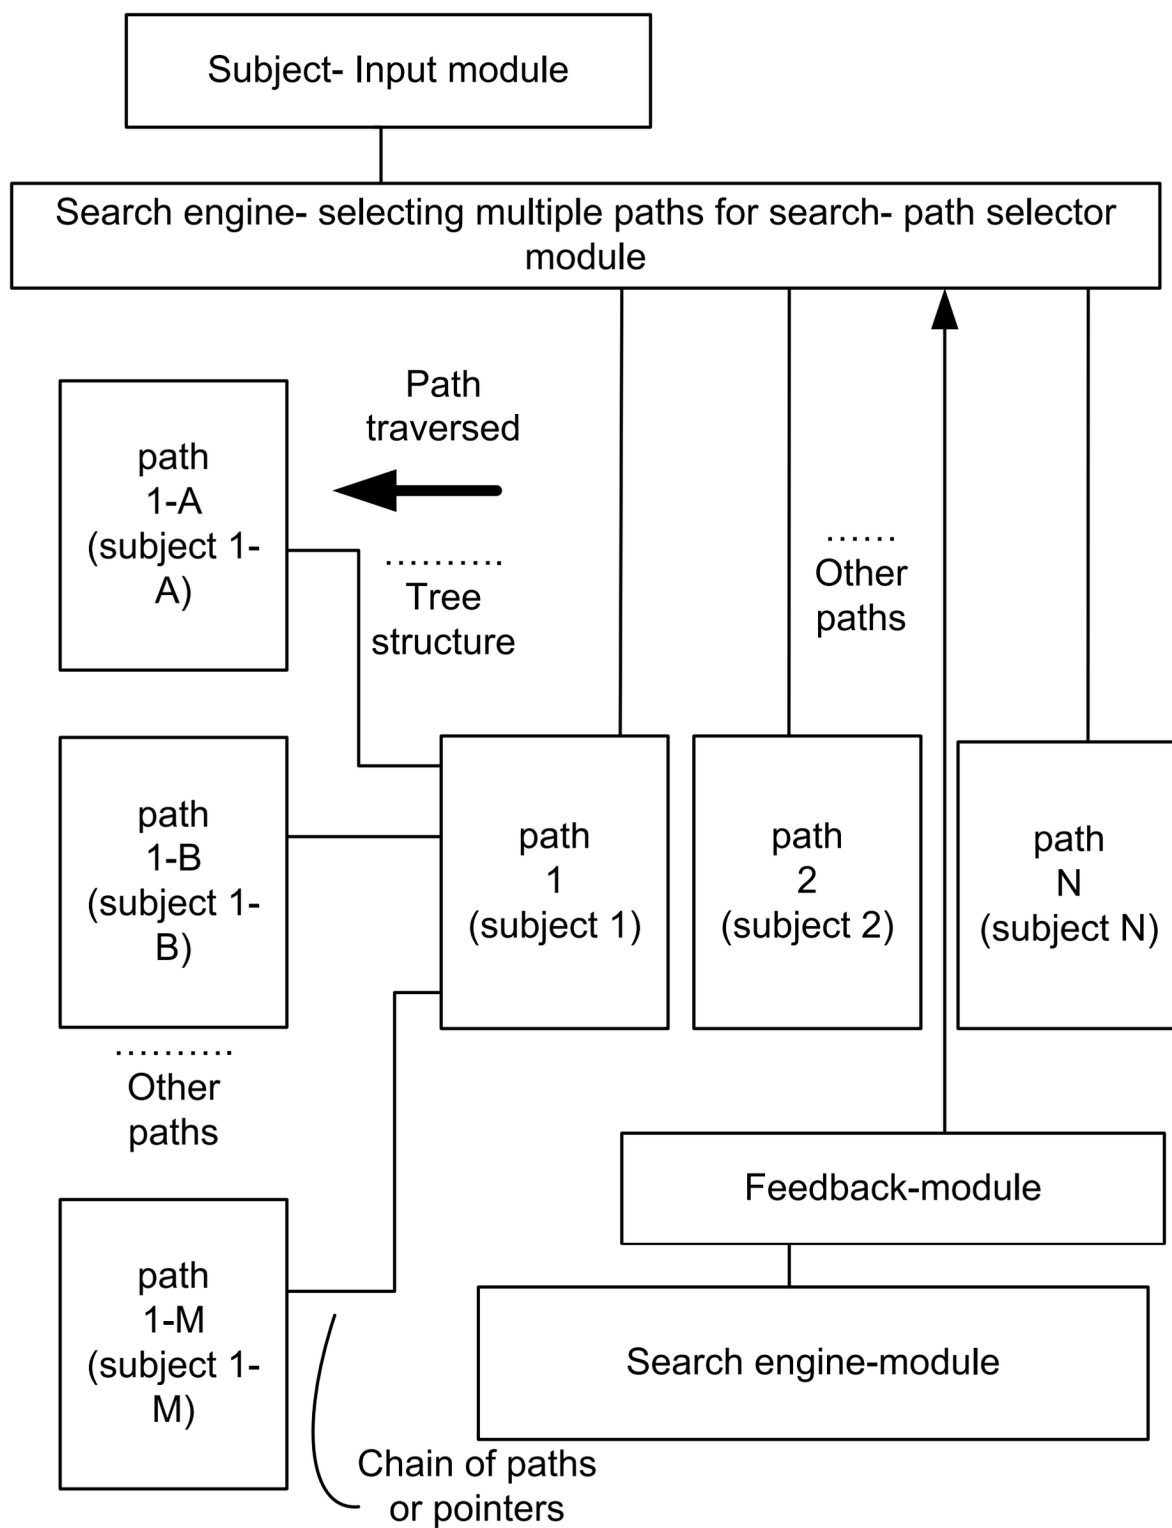 Subject- Input module
Search engine- selecting multiple paths for search- path selector
module
Path
traversed
path
1-A
(subject 1-
A)
..........
Tree
structure
......
Other
paths
path
1-B
(subject 1-
B)
path
1
(subject 1)
path
2
(subject 2)
path
N
(subject N)
..........
Other
paths
Feedback-module
path
1-M
(subject 1-
M)
Search engine-module
Chain of paths
or pointers